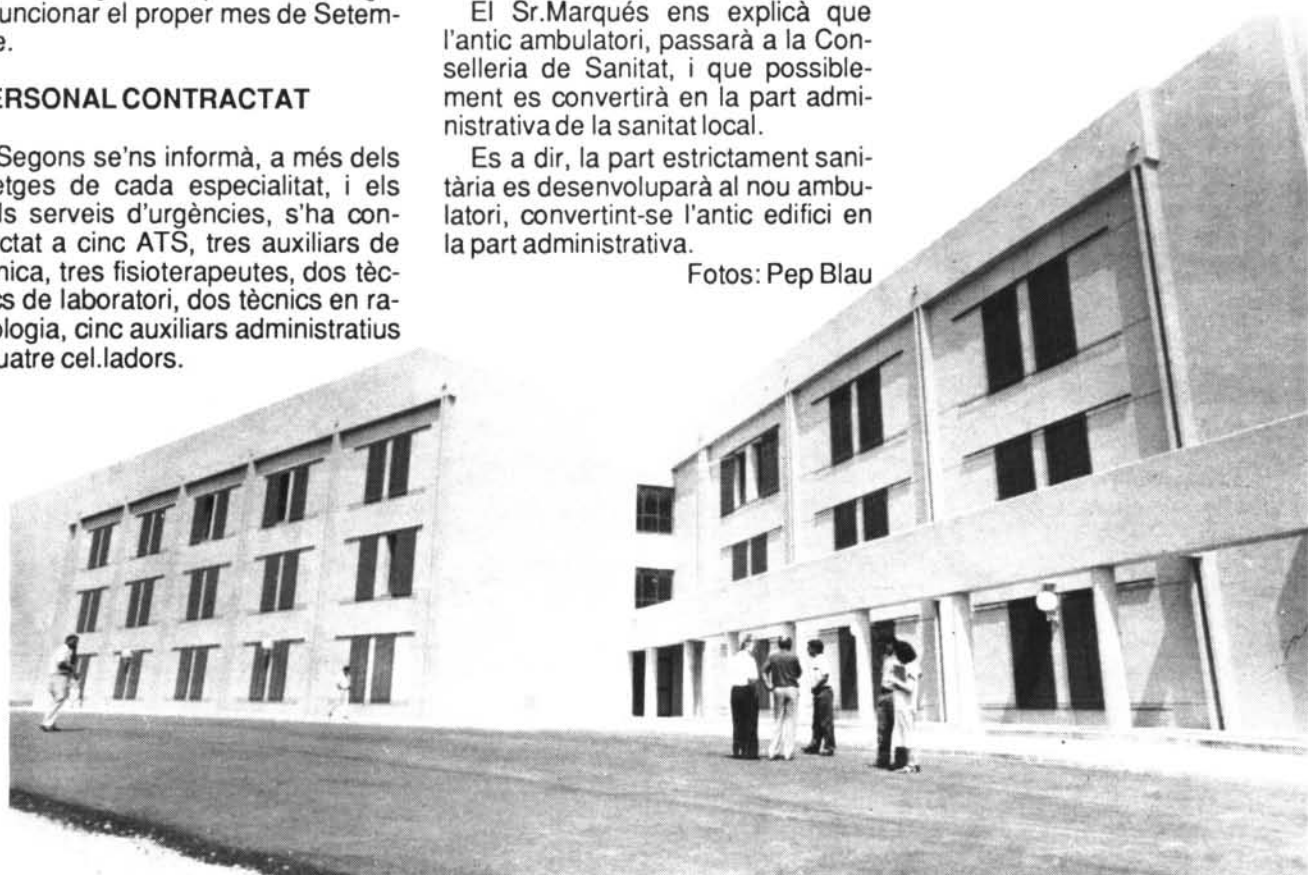 uncionar el proper mes de Setem-
e.
ERSONAL CONTRACTAT
Segons se'ns informà, a més dels
etges de cada especialitat, i els
ls serveis d'urgències, s'ha con-
ctat a cinc ATS, tres auxiliars de
nica, tres fisioterapeutes, dos tèc-
s de laboratori, dos tècnics en ra-
ologia, cinc auxiliars administratius
uatre cel.ladors.
El Sr.Marqués ens explicà que
l'antic ambulatori, passarà a la Con-
selleria de Sanitat, i que possible-
ment es convertirà en la part admi-
nistrativa de la sanitat local.
Es a dir, la part estrictament sani-
tària es desenvoluparà al nou ambu-
latori, convertint-se l'antic edifici en
la part administrativa.
Fotos: Pep Blau